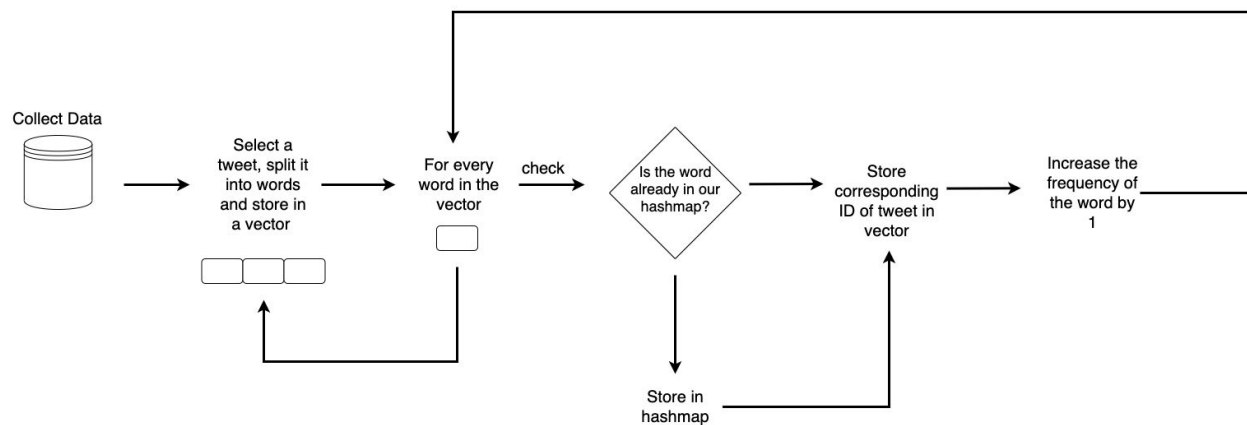 Collect Data
Select a
tweet, split it
into words
and store in
a vector
For every
word in the
vector
check
Is the word
already in our
hashmap?
Store
corresponding
ID of tweet in
vector
Increase the
frequency of
the word by
1
Store in
hashmap